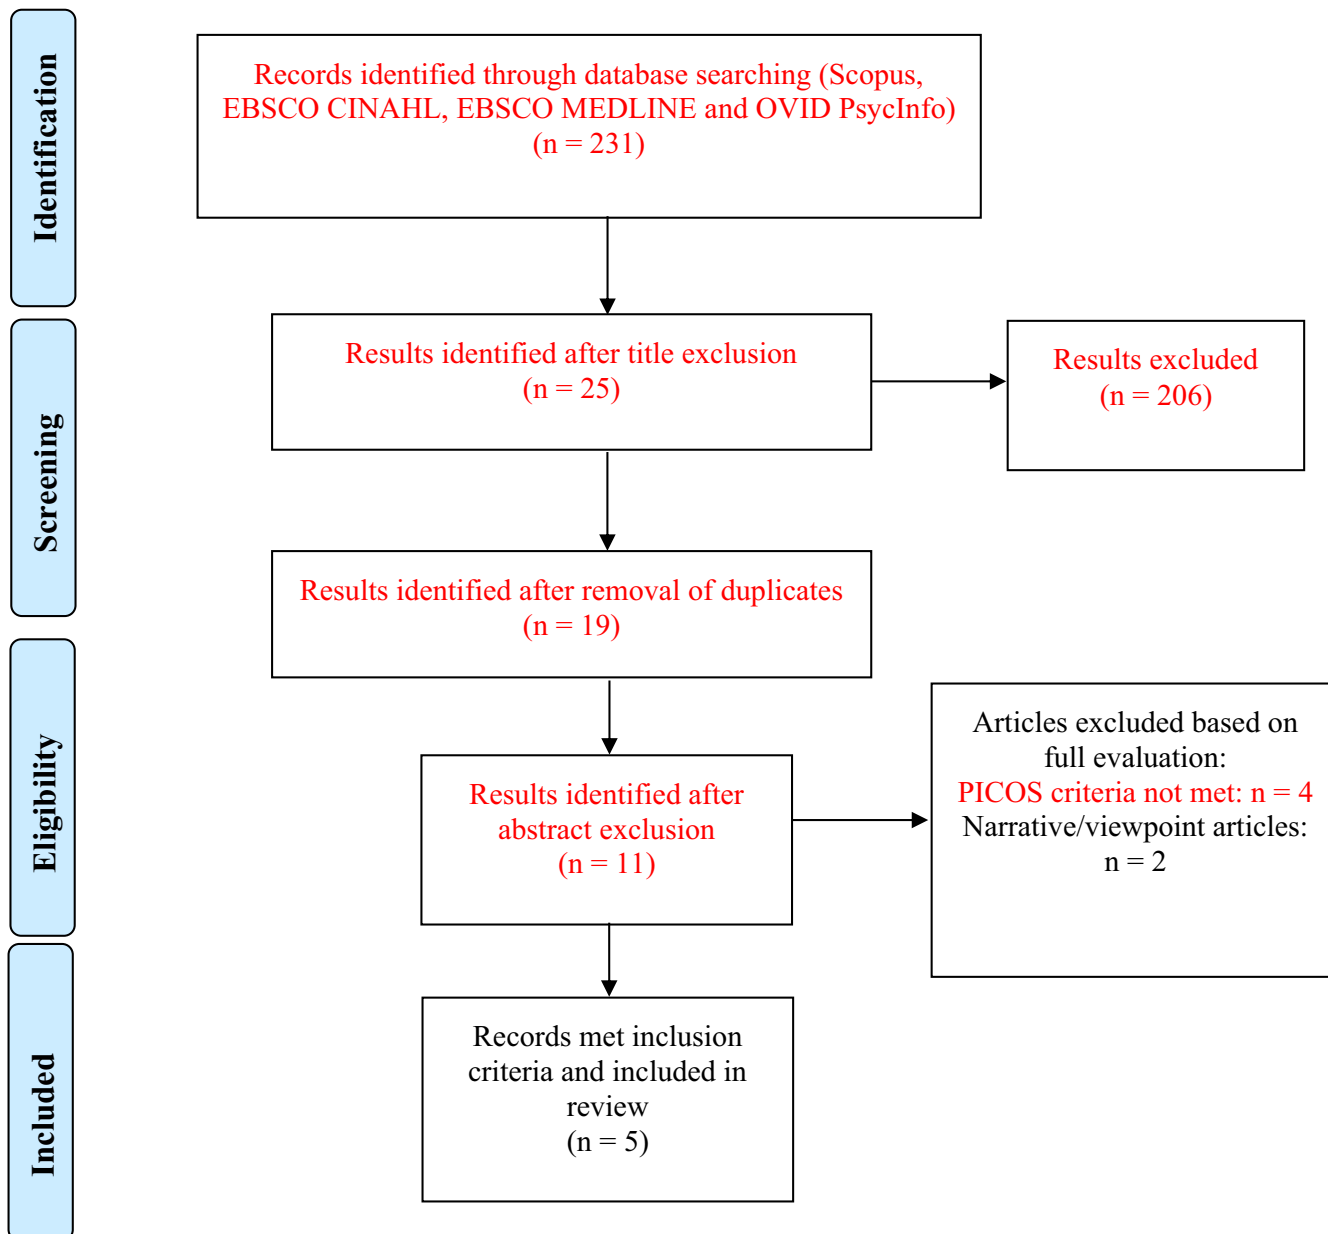 Identification
Records identified through database searching (Scopus,
EBSCO CINAHL, EBSCO MEDLINE and OVID PsycInfo)
(n = 231)
Screening
Results identified after title exclusion
(n = 25)
Results excluded
(n = 206)
Results identified after removal of duplicates
(n = 19)
Eligibility
Results identified after
abstract exclusion
(n = 11)
Articles excluded based on
full evaluation:
PICOS criteria not met: n = 4
Narrative/viewpoint articles:
n = 2
Included
Records met inclusion
criteria and included in
review
(n = 5)